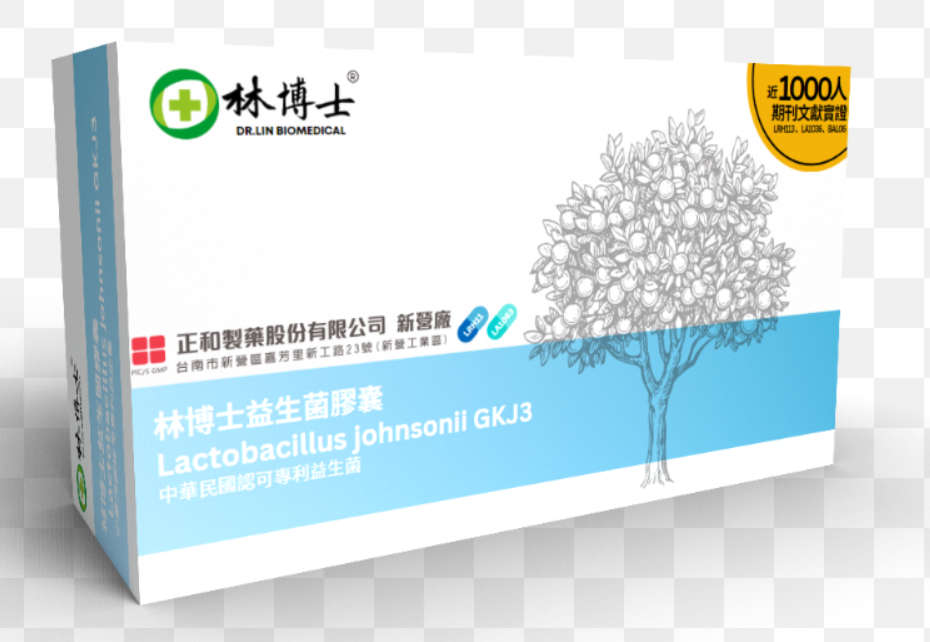 林博士®
DR.LIN BIOMEDICAL
近1000人
期刊文獻實證
正和製藥股份有限公司 新營廠
台南市新營區嘉芳里新工路23號(新營工業區)
PIC/S GMP
LRH11
LA1063
林博士益生菌膠囊
Lactobacillus johnsonii GKJ3
中華民國認可專利益生菌
林博士